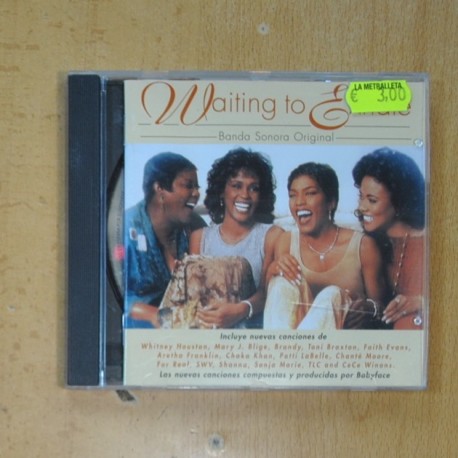 LA METRALLETA
€ 3,00
Waiting to Exhale
Banda Sonora Original
Incluye nuevas canciones de
Whitney Houston, Mary J. Blige, Brandy, Toni Braxton, Faith Evans,
Aretha Franklin, Chaka Khan, Patti LaBelle, Chanté Moore,
For Real, SWV, Shanna, Sonja Marie, TLC and CeCe Winans.
Las nuevas canciones compuestas y producidas por Babyface